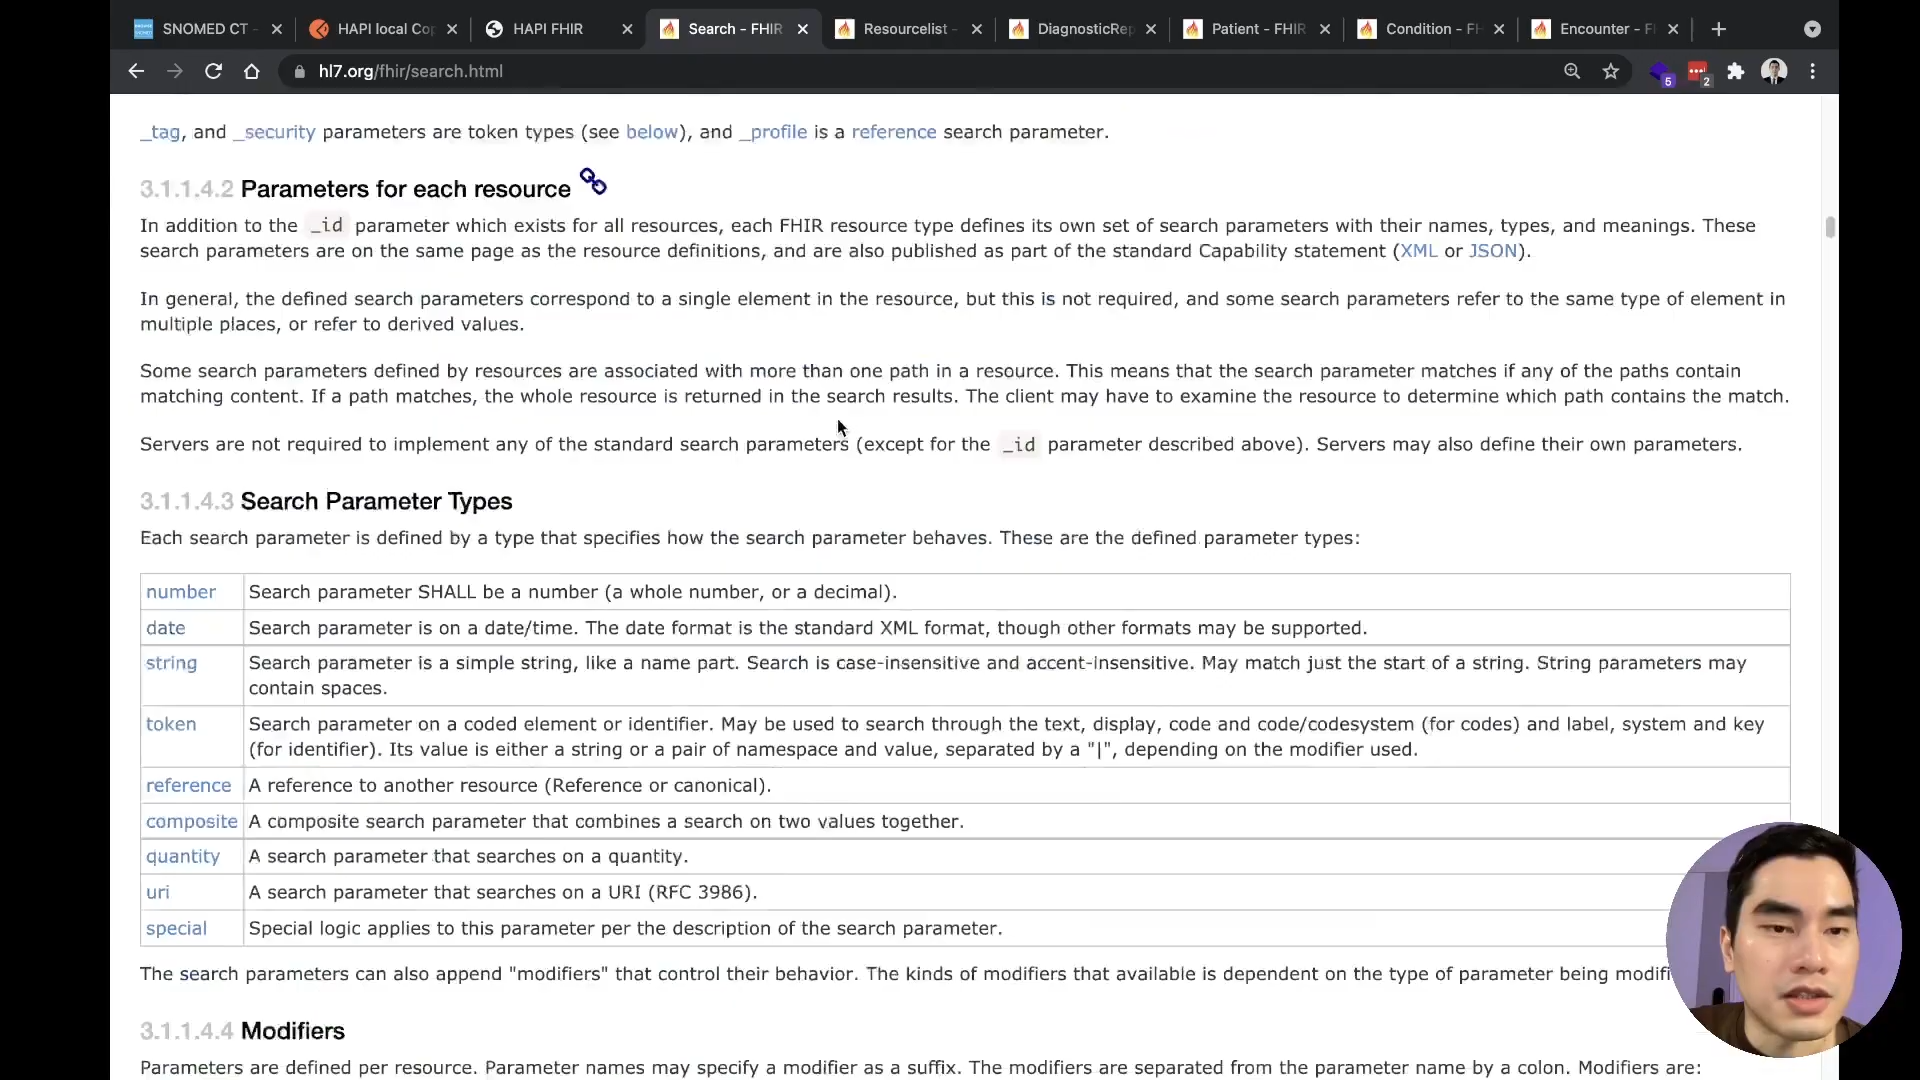 SNOMED CT -
HAPI local Cop
HAPI FHIR
Search - FHIR
Resourcelist -
DiagnosticRep
Patient - FHIR
Condition - FH
Encounter - F
hl7.org/fhir/search.html
5
2
_tag, and _security parameters are token types (see below), and _profile is a reference search parameter.
3.1.1.4.2 Parameters for each resource
In addition to the _id parameter which exists for all resources, each FHIR resource type defines its own set of search parameters with their names, types, and meanings. These
search parameters are on the same page as the resource definitions, and are also published as part of the standard Capability statement (XML or JSON).
In general, the defined search parameters correspond to a single element in the resource, but this is not required, and some search parameters refer to the same type of element in
multiple places, or refer to derived values.
Some search parameters defined by resources are associated with more than one path in a resource. This means that the search parameter matches if any of the paths contain
matching content. If a path matches, the whole resource is returned in the search results. The client may have to examine the resource to determine which path contains the match.
Servers are not required to implement any of the standard search parameters (except for the _id parameter described above). Servers may also define their own parameters.
3.1.1.4.3 Search Parameter Types
Each search parameter is defined by a type that specifies how the search parameter behaves. These are the defined parameter types:
number Search parameter SHALL be a number (a whole number, or a decimal).
date Search parameter is on a date/time. The date format is the standard XML format, though other formats may be supported.
string Search parameter is a simple string, like a name part. Search is case-insensitive and accent-insensitive. May match just the start of a string. String parameters may
contain spaces.
token Search parameter on a coded element or identifier. May be used to search through the text, display, code and code/codesystem (for codes) and label, system and key
(for identifier). Its value is either a string or a pair of namespace and value, separated by a "|", depending on the modifier used.
reference A reference to another resource (Reference or canonical).
composite A composite search parameter that combines a search on two values together.
quantity A search parameter that searches on a quantity.
uri A search parameter that searches on a URI (RFC 3986).
special Special logic applies to this parameter per the description of the search parameter.
The search parameters can also append "modifiers" that control their behavior. The kinds of modifiers that available is dependent on the type of parameter being modifi
3.1.1.4.4 Modifiers
Parameters are defined per resource. Parameter names may specify a modifier as a suffix. The modifiers are separated from the parameter name by a colon. Modifiers are: